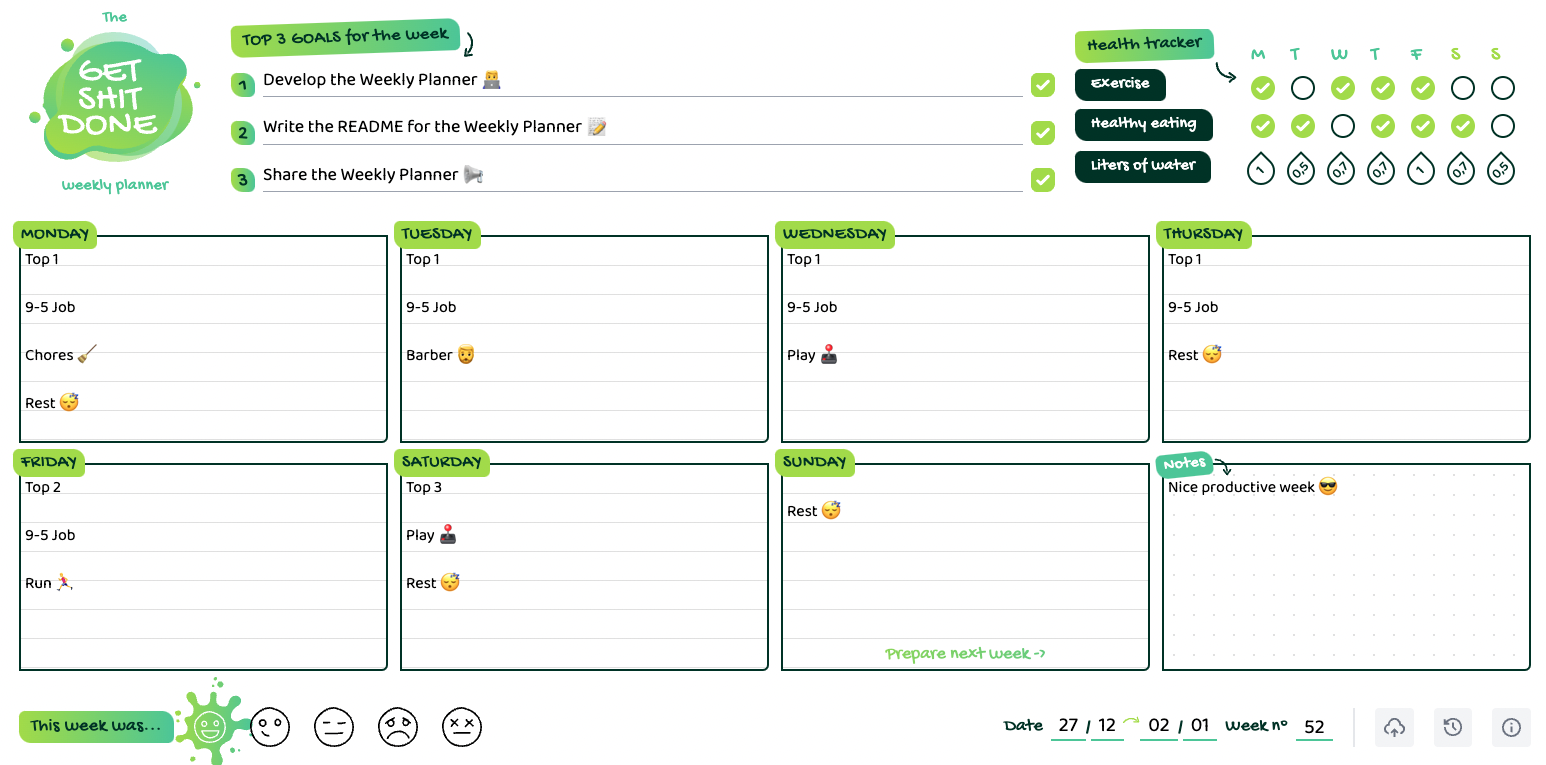 The
GET
SHIT
DONE
weekly planner
TOP 3 GOALS for the week
1 Develop the Weekly Planner 👨‍💻
2 Write the README for the Weekly Planner 📝
3 Share the Weekly Planner 📢
Health tracker
M T W T F S S
Exercise
Healthy eating
Liters of water
1 0,5 0,7 0,7 1 0,7 0,5
MONDAY
Top 1
9-5 Job
Chores 🧹
Rest 😴
TUESDAY
Top 1
9-5 Job
Barber 🧔
WEDNESDAY
Top 1
9-5 Job
Play 🕹️
THURSDAY
Top 1
9-5 Job
Rest 😴
FRIDAY
Top 2
9-5 Job
Run 🏃‍♀️
SATURDAY
Top 3
Play 🕹️
Rest 😴
SUNDAY
Rest 😴
Prepare next week ->
Notes
Nice productive week 😎
This week was...
Date 27 / 12 02 / 01 Week nº 52